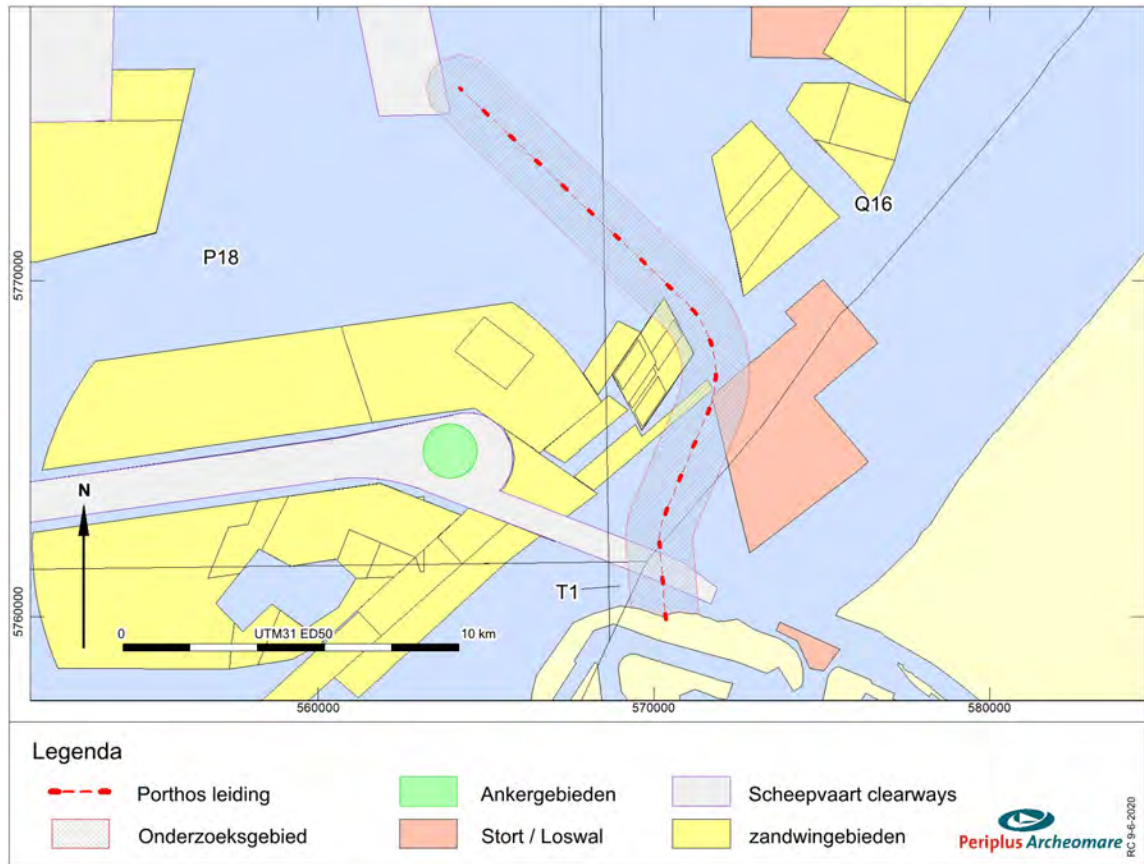 Q16
P18
5770000
N
T1
5760000
0 UTM31 ED50 10 km
560000 570000 580000
Legenda
Porthos leiding Ankergebieden Scheepvaart clearways
Onderzoeksgebied Stort / Loswal zandwingebieden
Periplus Archeomare
RC 9-6-2020